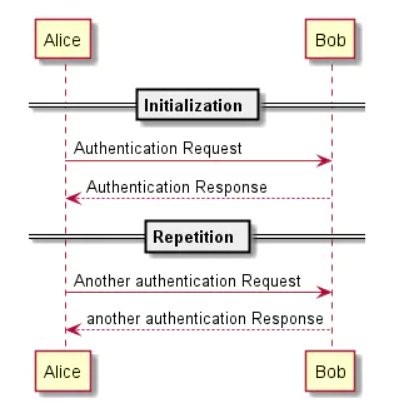 Alice Bob
Initialization
Authentication Request
Authentication Response
Repetition
Another authentication Request
another authentication Response
Alice Bob